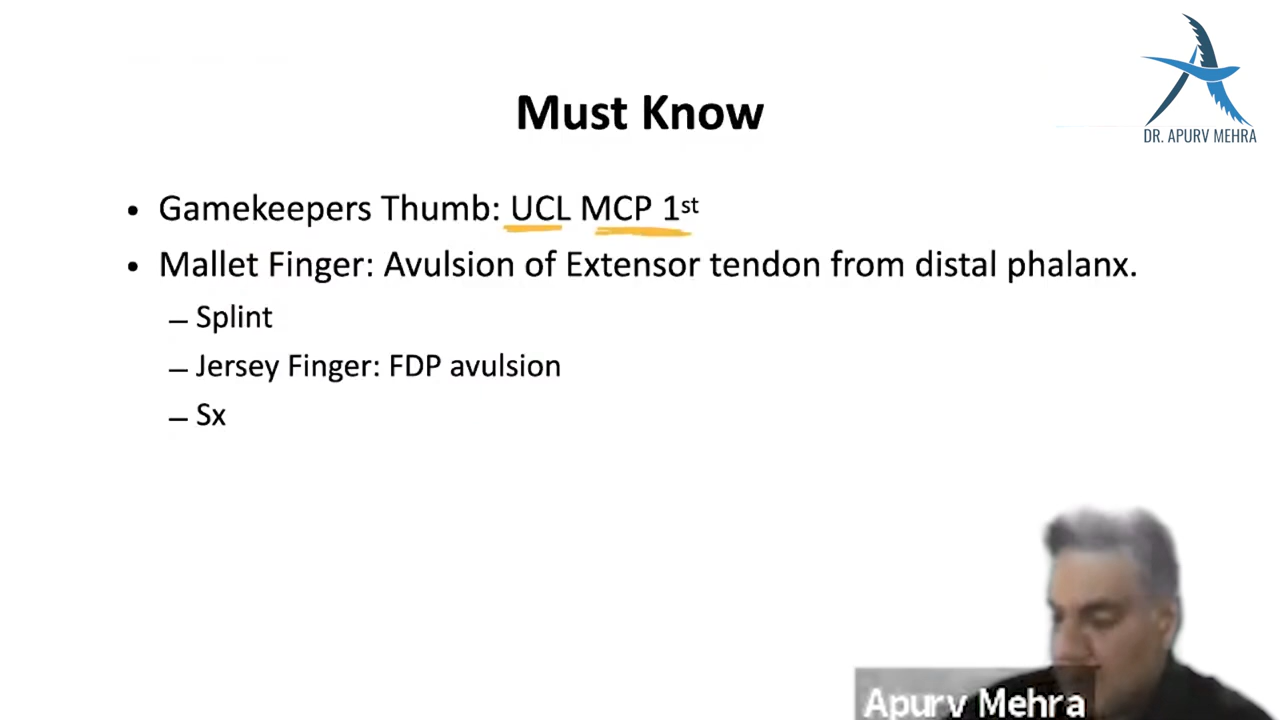 DR. APURV MEHRA
Must Know
• Gamekeepers Thumb: UCL MCP 1st
• Mallet Finger: Avulsion of Extensor tendon from distal phalanx.
– Splint
– Jersey Finger: FDP avulsion
– Sx
Apurv Mehra